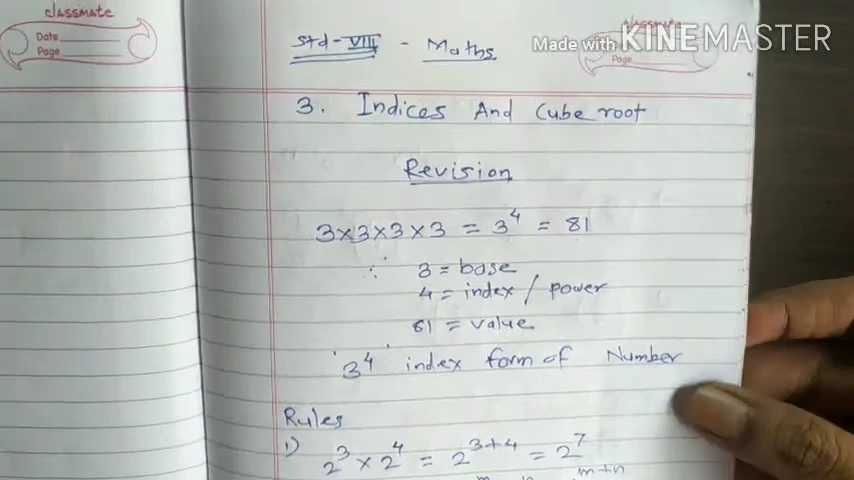 classmate
Date
Page
classmate
Page
Made with KINEMASTER
Std-VIII - Maths
3. Indices And Cube root
Revision
3×3×3×3 = 3⁴ = 81
∴ 3 = base
4 = index / power
81 = value
'3⁴' index form of Number
Rules
1) 2³ × 2⁴ = 2³⁺⁴ = 2⁷
m+n